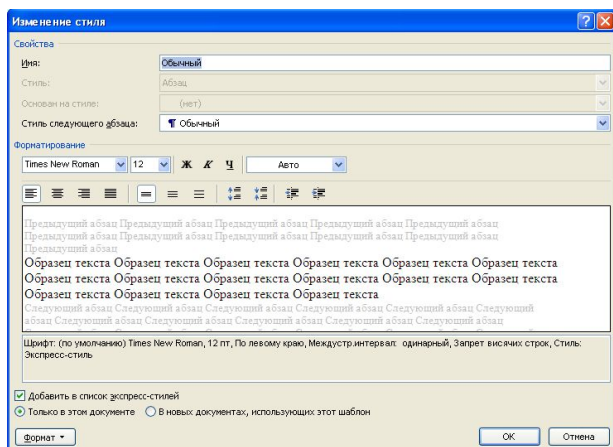 Изменение стиля
Свойства
Имя: Обычный
Стиль: Абзац
Основан на стиле: (нет)
Стиль следующего абзаца: ¶ Обычный
Форматирование
Times New Roman 12 Ж К Ч Авто
Предыдущий абзац Предыдущий абзац Предыдущий абзац Предыдущий абзац Предыдущий абзац
Предыдущий абзац Предыдущий абзац Предыдущий абзац Предыдущий абзац Предыдущий абзац
Предыдущий абзац
Образец текста Образец текста Образец текста Образец текста Образец текста Образец текста
Образец текста Образец текста Образец текста Образец текста Образец текста Образец текста
Образец текста Образец текста Образец текста Образец текста
Следующий абзац Следующий абзац Следующий абзац Следующий абзац Следующий
абзац Следующий абзац Следующий абзац Следующий абзац Следующий абзац
Шрифт: (по умолчанию) Times New Roman, 12 пт, По левому краю, Междустр.интервал: одинарный, Запрет висячих строк, Стиль:
Экспресс-стиль
Добавить в список экспресс-стилей
Только в этом документе В новых документах, использующих этот шаблон
Формат ОК Отмена